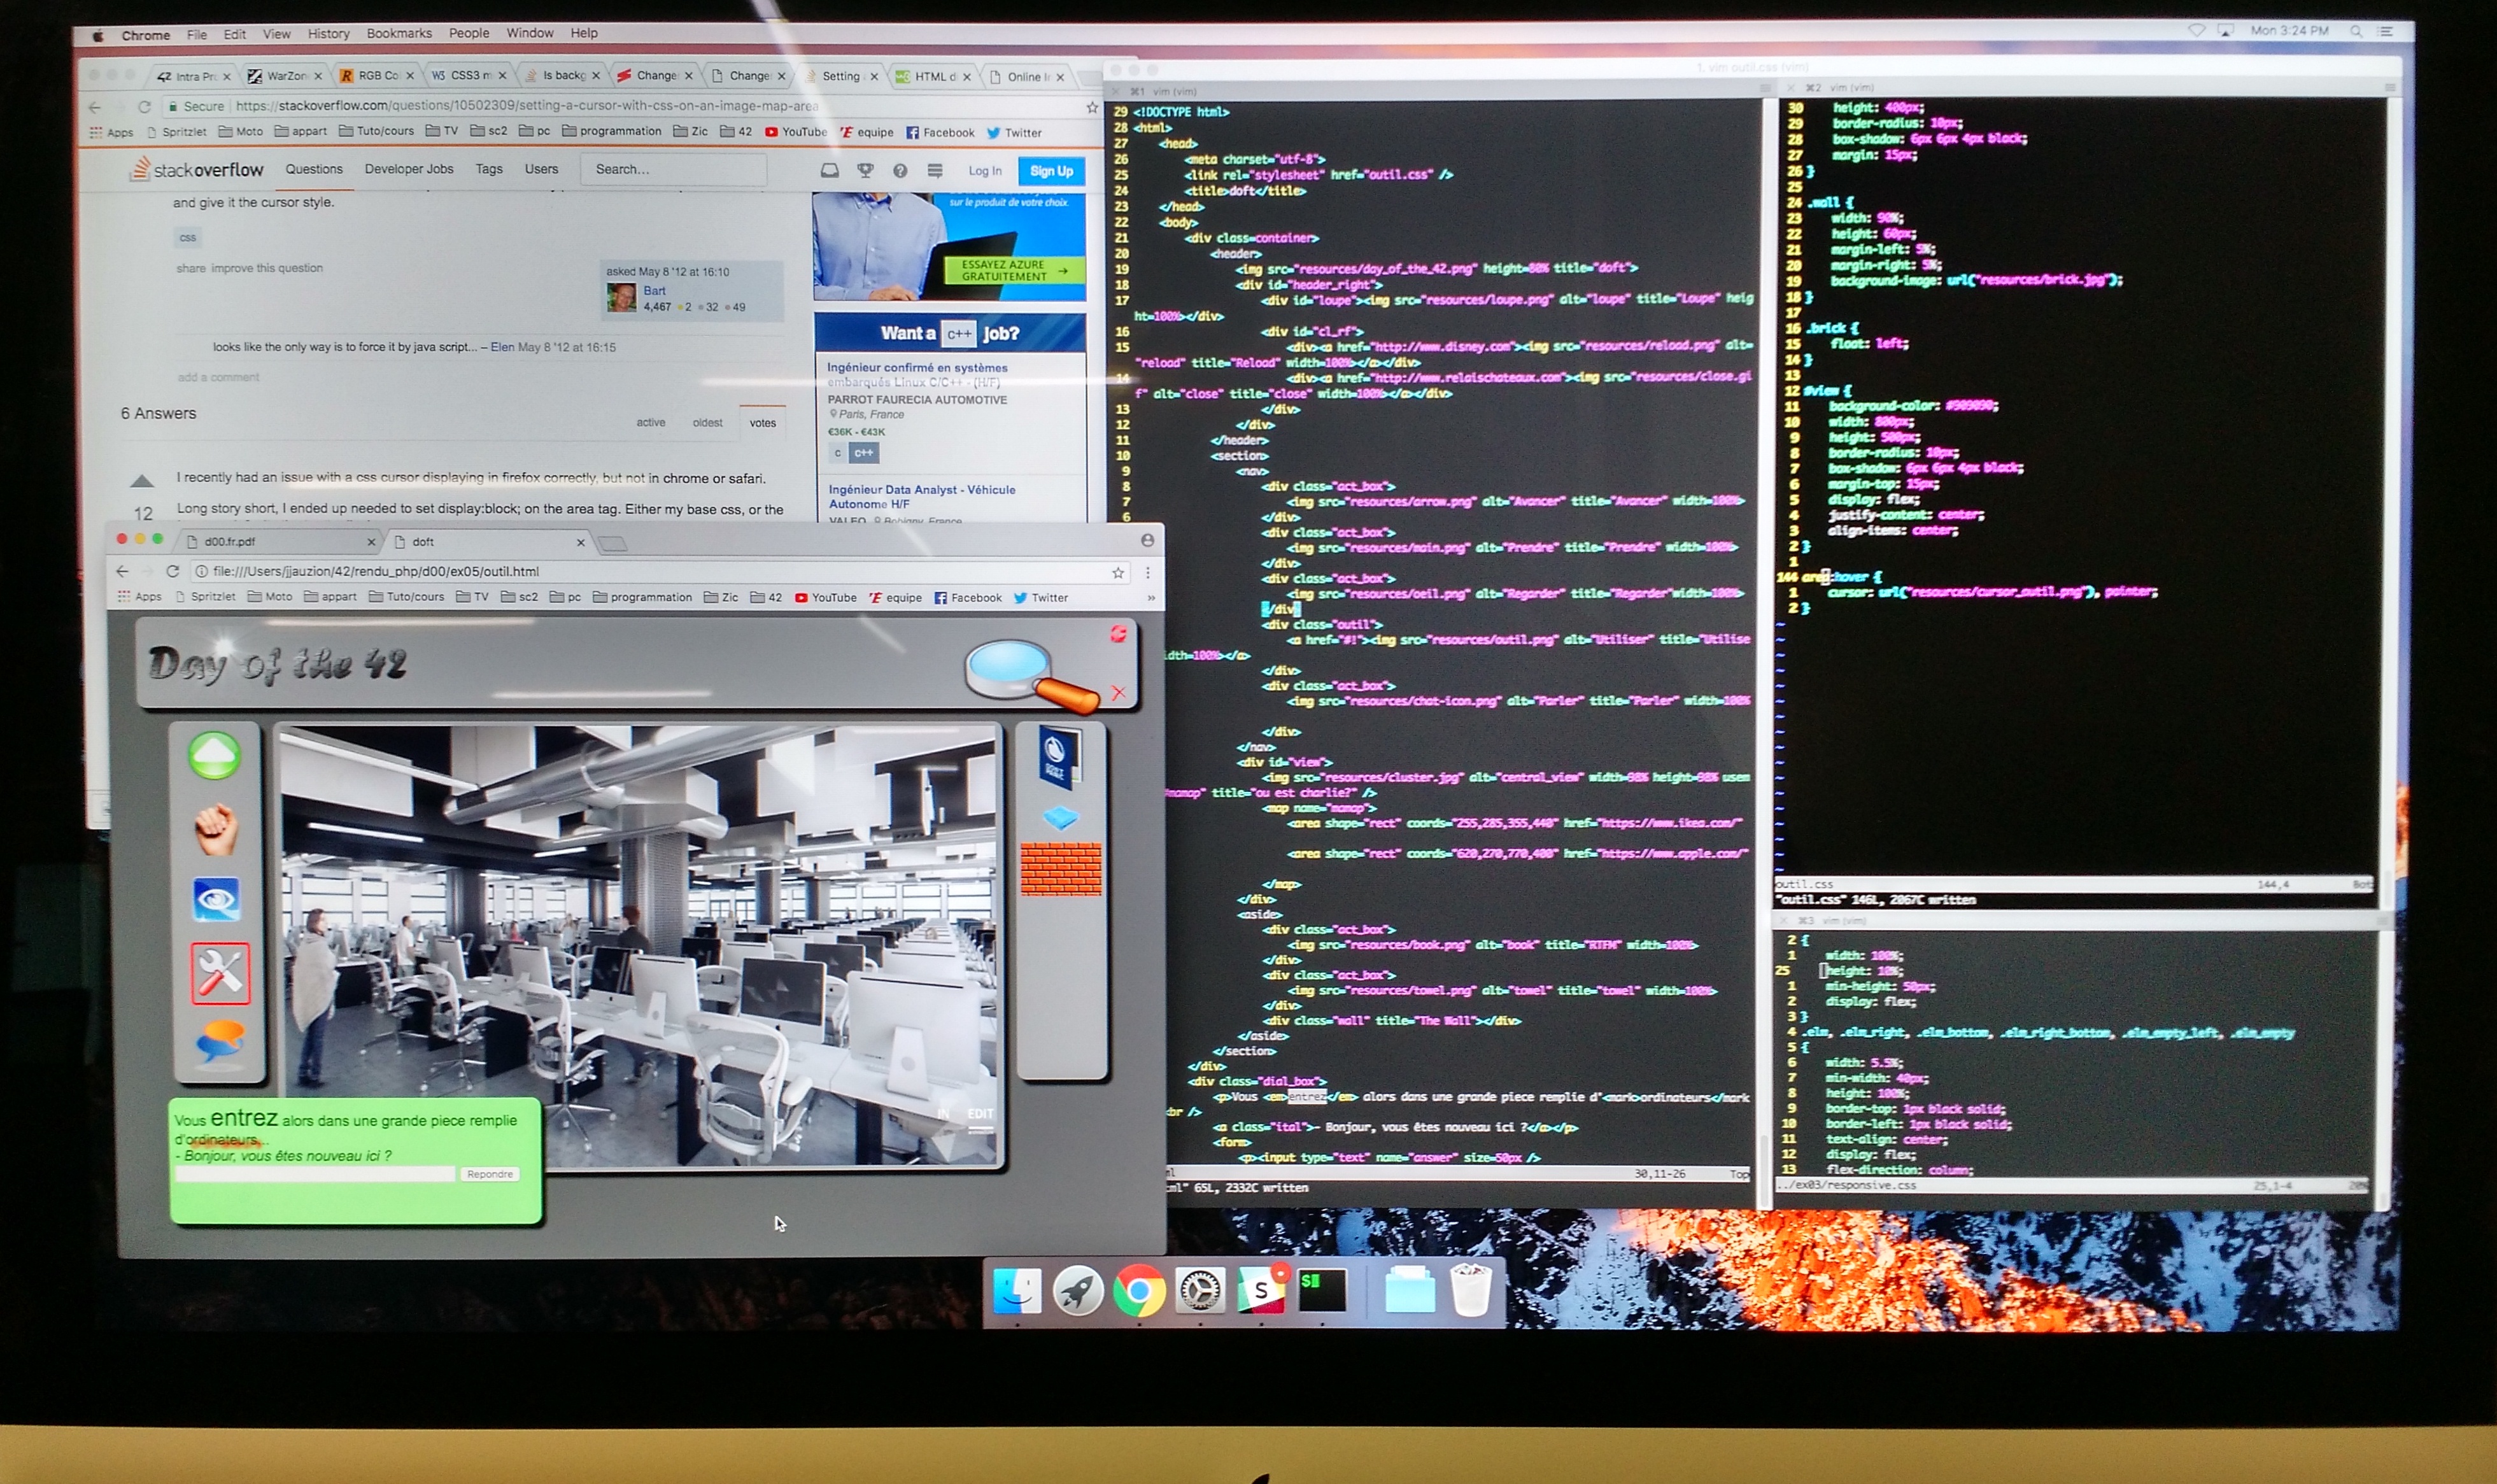 Chrome File Edit View History Bookmarks People Window Help
Mon 3:24 PM
Intra Pr
WarZon
RGB Co
CSS3 m
Is backg
Change
Change
Setting
HTML d
Online I
Secure | https://stackoverflow.com/questions/10502309/setting-a-cursor-with-css-on-an-image-map-area
Apps Spritzlet Moto appart Tuto/cours TV sc2 pc programmation Zic 42 YouTube equipe Facebook Twitter
stackoverflow Questions Developer Jobs Tags Users Search... Log In Sign Up
and give it the cursor style.
css
share improve this question
asked May 8 '12 at 16:10
Bart
4,467 2 32 49
looks like the only way is to force it by java script... – Elen May 8 '12 at 16:15
add a comment
6 Answers
active oldest votes
I recently had an issue with a css cursor displaying in firefox correctly, but not in chrome or safari.
12
Long story short, I ended up needed to set display:block; on the area tag. Either my base css, or the
sur le produit de votre choix.
ESSAYEZ AZURE
GRATUITEMENT
Want a c++ job?
Ingénieur confirmé en systèmes
embarqués Linux C/C++ - (H/F)
PARROT FAURECIA AUTOMOTIVE
Paris, France
€36K - €43K
c c++
Ingénieur Data Analyst - Véhicule
Autonome H/F
VALEO Bobigny, France
d00.fr.pdf
doft
file:///Users/jjauzion/42/rendu_php/d00/ex05/outil.html
Apps Spritzlet Moto appart Tuto/cours TV sc2 pc programmation Zic 42 YouTube equipe Facebook Twitter »
Day of the 42
IN EDIT
Vous entrez alors dans une grande piece remplie
d'ordinateurs...
- Bonjour, vous êtes nouveau ici ?
Repondre
1. vim outil.css (vim)
⌘1 vim (vim)
29 <!DOCTYPE html>
28 <html>
27 <head>
26 <meta charset="utf-8">
25 <link rel="stylesheet" href="outil.css" />
24 <title>doft</title>
23 </head>
22 <body>
21 <div class=container>
20 <header>
19 <img src="resources/day_of_the_42.png" height=80% title="doft">
18 <div id="header_right">
17 <div id="loupe"><img src="resources/loupe.png" alt="loupe" title="Loupe" heig
ht=100%></div>
16 <div id="cl_rf">
15 <div><a href="http://www.disney.com"><img src="resources/reload.png" alt=
"reload" title="Reload" width=100%></a></div>
14 <div><a href="http://www.relaischateaux.com"><img src="resources/close.gi
f" alt="close" title="close" width=100%></a></div>
13 </div>
12 </div>
11 </header>
10 <section>
9 <nav>
8 <div class="act_box">
7 <img src="resources/arrow.png" alt="Avancer" title="Avancer" width=100%>
6 </div>
<div class="act_box">
<img src="resources/main.png" alt="Prendre" title="Prendre" width=100%>
</div>
<div class="act_box">
<img src="resources/oeil.png" alt="Regarder" title="Regarder"width=100%>
</div>
<div class="outil">
<a href="#!"><img src="resources/outil.png" alt="Utiliser" title="Utilise
idth=100%></a>
</div>
<div class="act_box">
<img src="resources/chat-icon.png" alt="Parler" title="Parler" width=100%
</div>
</nav>
<div id="view">
<img src="resources/cluster.jpg" alt="central_view" width=98% height=98% usem
#mamap" title="ou est charlie?" />
<map name="mamap">
<area shape="rect" coords="255,285,355,440" href="https://www.ikea.com/"
<area shape="rect" coords="620,270,770,400" href="https://www.apple.com/"
</map>
</div>
<aside>
<div class="act_box">
<img src="resources/book.png" alt="book" title="RTFM" width=100%>
</div>
<div class="act_box">
<img src="resources/towel.png" alt="towel" title="towel" width=100%>
</div>
<div class="wall" title="The Wall"></div>
</aside>
</section>
</div>
<div class="dial_box">
<p>Vous <em>entrez</em> alors dans une grande piece remplie d'<mark>ordinateurs</mark
<br />
<a class="ital">- Bonjour, vous êtes nouveau ici ?</a></p>
<form>
<p><input type="text" name="answer" size=50px />
30,11-26 Top
ml" 65L, 2332C written
⌘2 vim (vim)
30 height: 400px;
29 border-radius: 10px;
28 box-shadow: 6px 6px 4px black;
27 margin: 15px;
26 }
25
24 .wall {
23 width: 90%;
22 height: 60px;
21 margin-left: 5%;
20 margin-right: 5%;
19 background-image: url("resources/brick.jpg");
18 }
17
16 .brick {
15 float: left;
14 }
13
12 #view {
11 background-color: #909090;
10 width: 800px;
9 height: 500px;
8 border-radius: 10px;
7 box-shadow: 6px 6px 4px black;
6 margin-top: 15px;
5 display: flex;
4 justify-content: center;
3 align-items: center;
2 }
1
144 area:hover {
1 cursor: url("resources/cursor_outil.png"), pointer;
2 }
outil.css 144,4 Bot
"outil.css" 146L, 2067C written
⌘3 vim (vim)
2 {
1 width: 100%;
25 height: 10%;
1 min-height: 50px;
2 display: flex;
3 }
4 .elm, .elm_right, .elm_bottom, .elm_right_bottom, .elm_empty_left, .elm_empty
5 {
6 width: 5.5%;
7 min-width: 40px;
8 height: 100%;
9 border-top: 1px black solid;
10 border-left: 1px black solid;
11 text-align: center;
12 display: flex;
13 flex-direction: column;
../ex03/responsive.css 25,1-4 20%